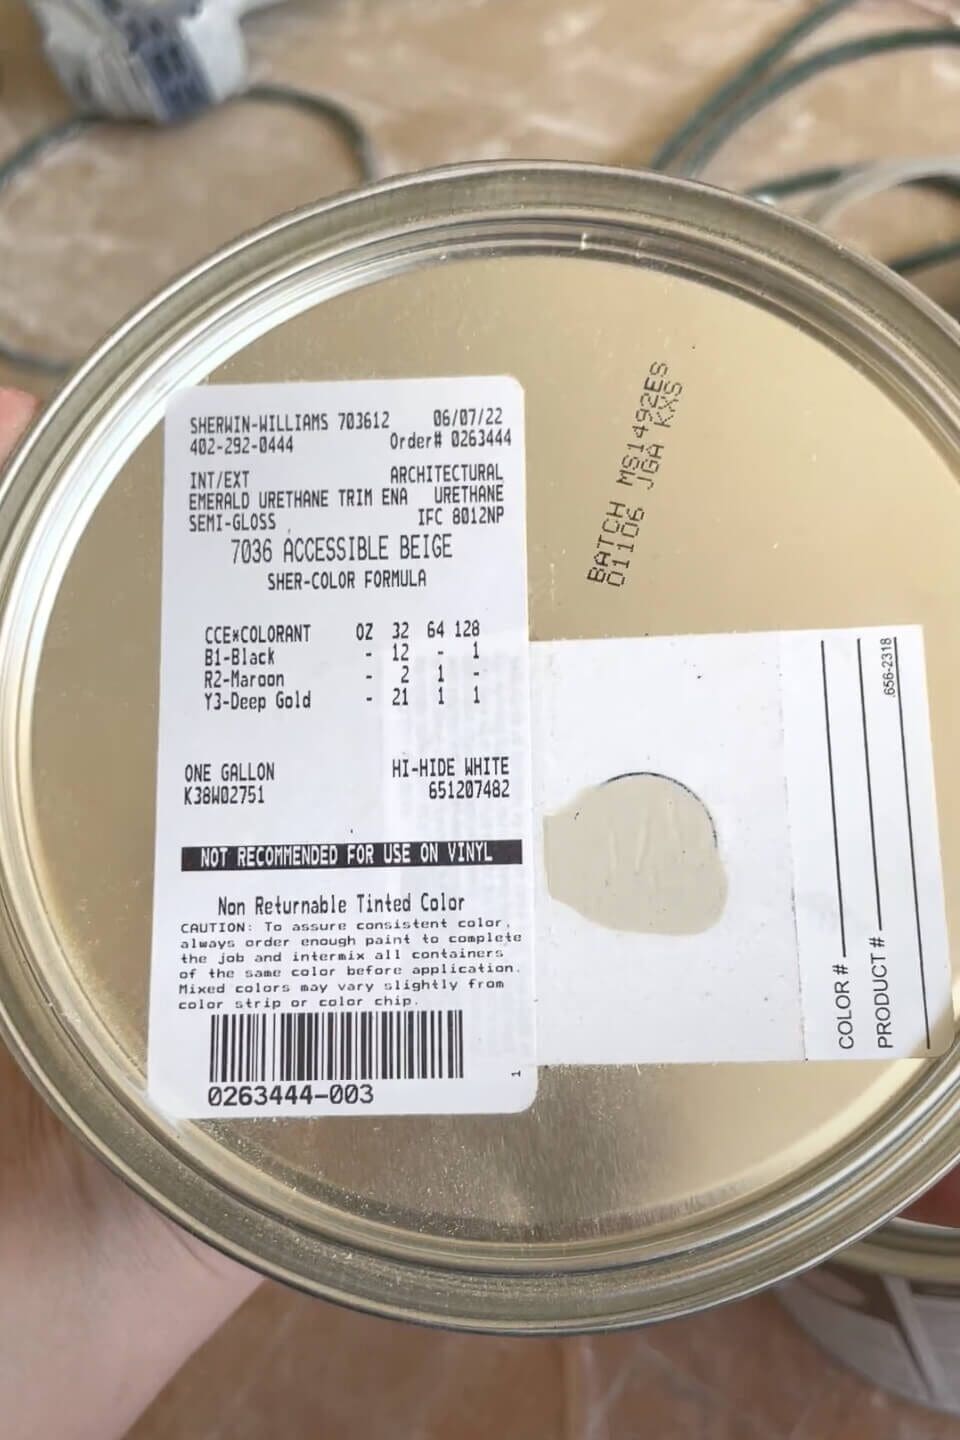 SHERWIN-WILLIAMS 703612 06/07/22
402-292-0444 Order# 0263444
INT/EXT ARCHITECTURAL
EMERALD URETHANE TRIM ENA URETHANE
SEMI-GLOSS IFC 8012NP
7036 ACCESSIBLE BEIGE
SHER-COLOR FORMULA
CCE*COLORANT OZ 32 64 128
B1-Black - 12 - 1
R2-Maroon - 2 1 -
Y3-Deep Gold - 21 1 1
ONE GALLON HI-HIDE WHITE
K38W02751 651207482
NOT RECOMMENDED FOR USE ON VINYL
Non Returnable Tinted Color
CAUTION: To assure consistent color,
always order enough paint to complete
the job and intermix all containers
of the same color before application.
Mixed colors may vary slightly from
color strip or color chip.
0263444-003
1
BATCH MS1492ES
01106 JGA KXS
COLOR #
PRODUCT #
.656-2318